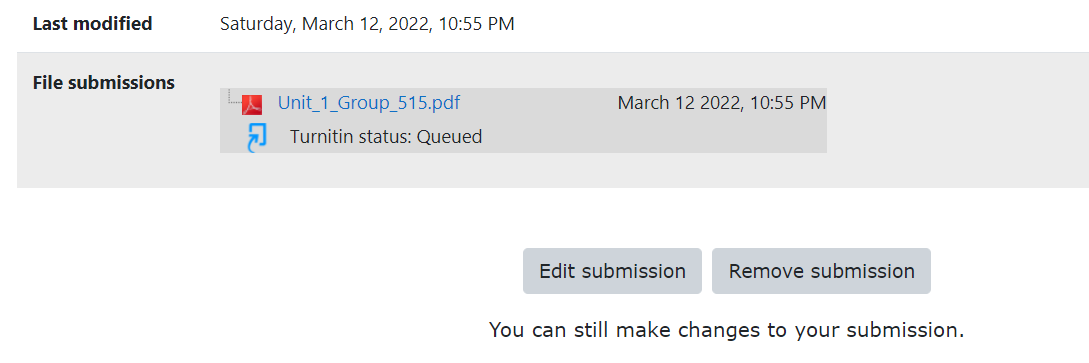 Last modified Saturday, March 12, 2022, 10:55 PM
File submissions
Unit_1_Group_515.pdf March 12 2022, 10:55 PM
Turnitin status: Queued
Edit submission Remove submission
You can still make changes to your submission.